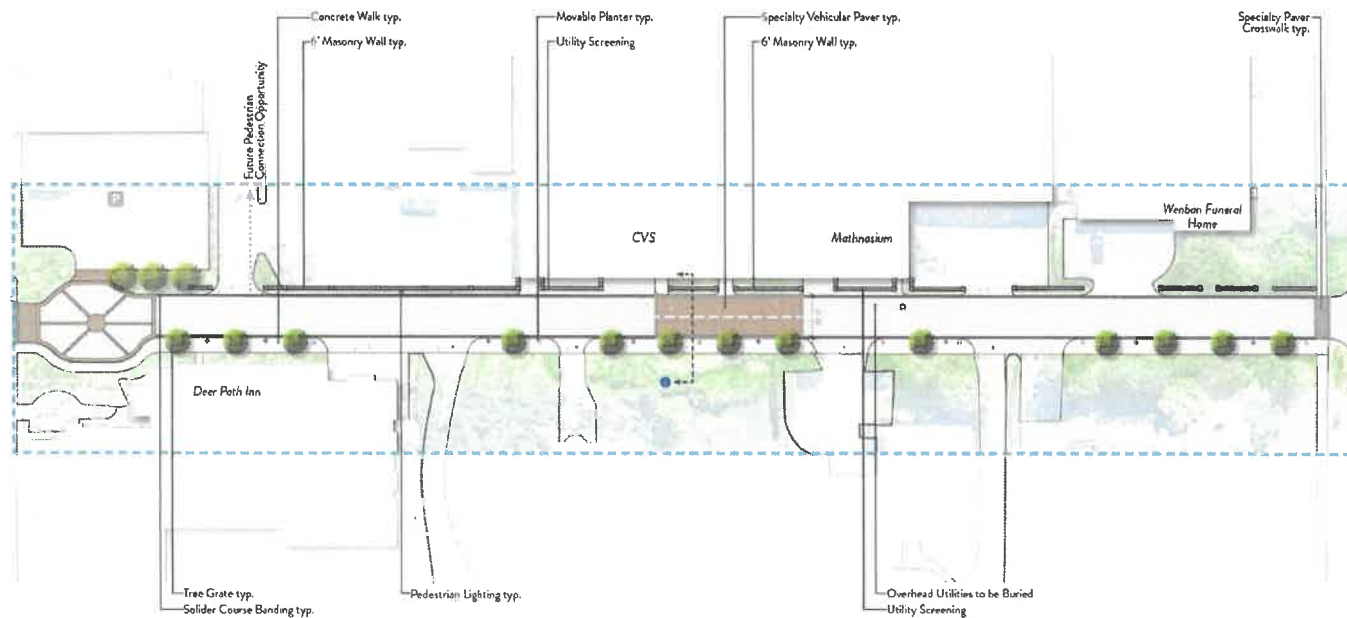 Concrete Walk typ.
6' Masonry Wall typ.
Movable Planter typ.
Utility Screening
Specialty Vehicular Paver typ.
6' Masonry Wall typ.
Specialty Paver
Crosswalk typ.
Future Pedestrian
Connection Opportunity
P
CVS
Mathnasium
Wenban Funeral
Home
Deer Path Inn
Tree Grate typ.
Solider Course Banding typ.
Pedestrian Lighting typ.
Overhead Utilities to be Buried
Utility Screening